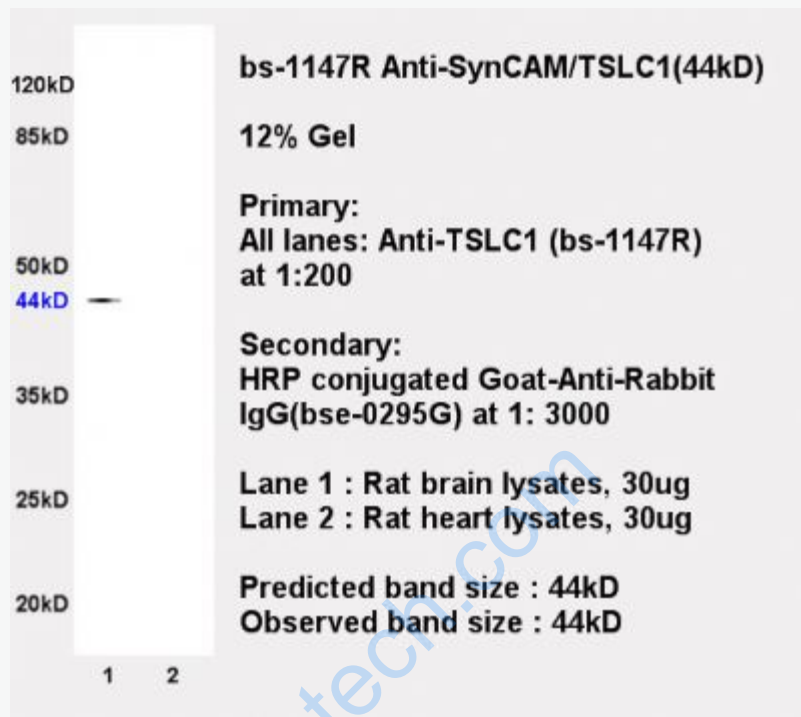 bs-1147R Anti-SynCAM/TSLC1(44kD)
12% Gel
Primary:
All lanes: Anti-TSLC1 (bs-1147R)
at 1:200
Secondary:
HRP conjugated Goat-Anti-Rabbit
IgG(bse-0295G) at 1: 3000
Lane 1 : Rat brain lysates, 30ug
Lane 2 : Rat heart lysates, 30ug
Predicted band size : 44kD
Observed band size : 44kD
120kD
85kD
50kD
44kD
35kD
25kD
20kD
1 2
tech.com